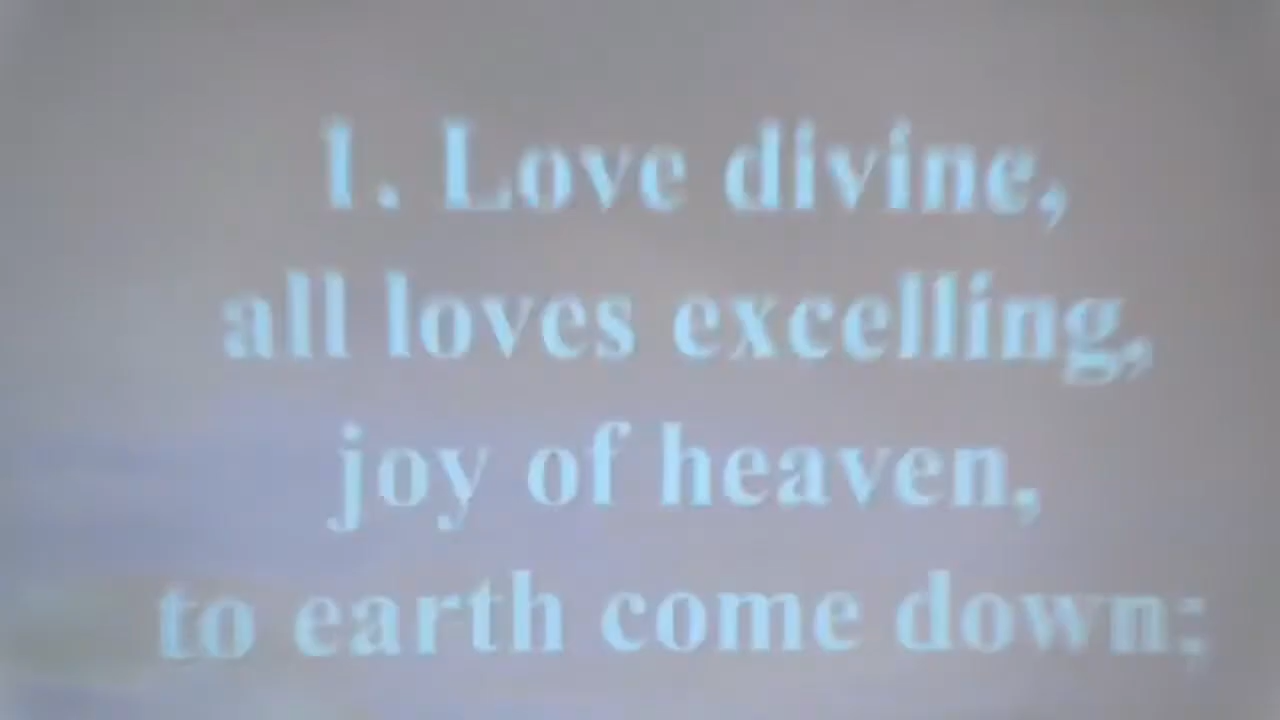 1. Love divine,
all loves excelling,
joy of heaven,
to earth come down;